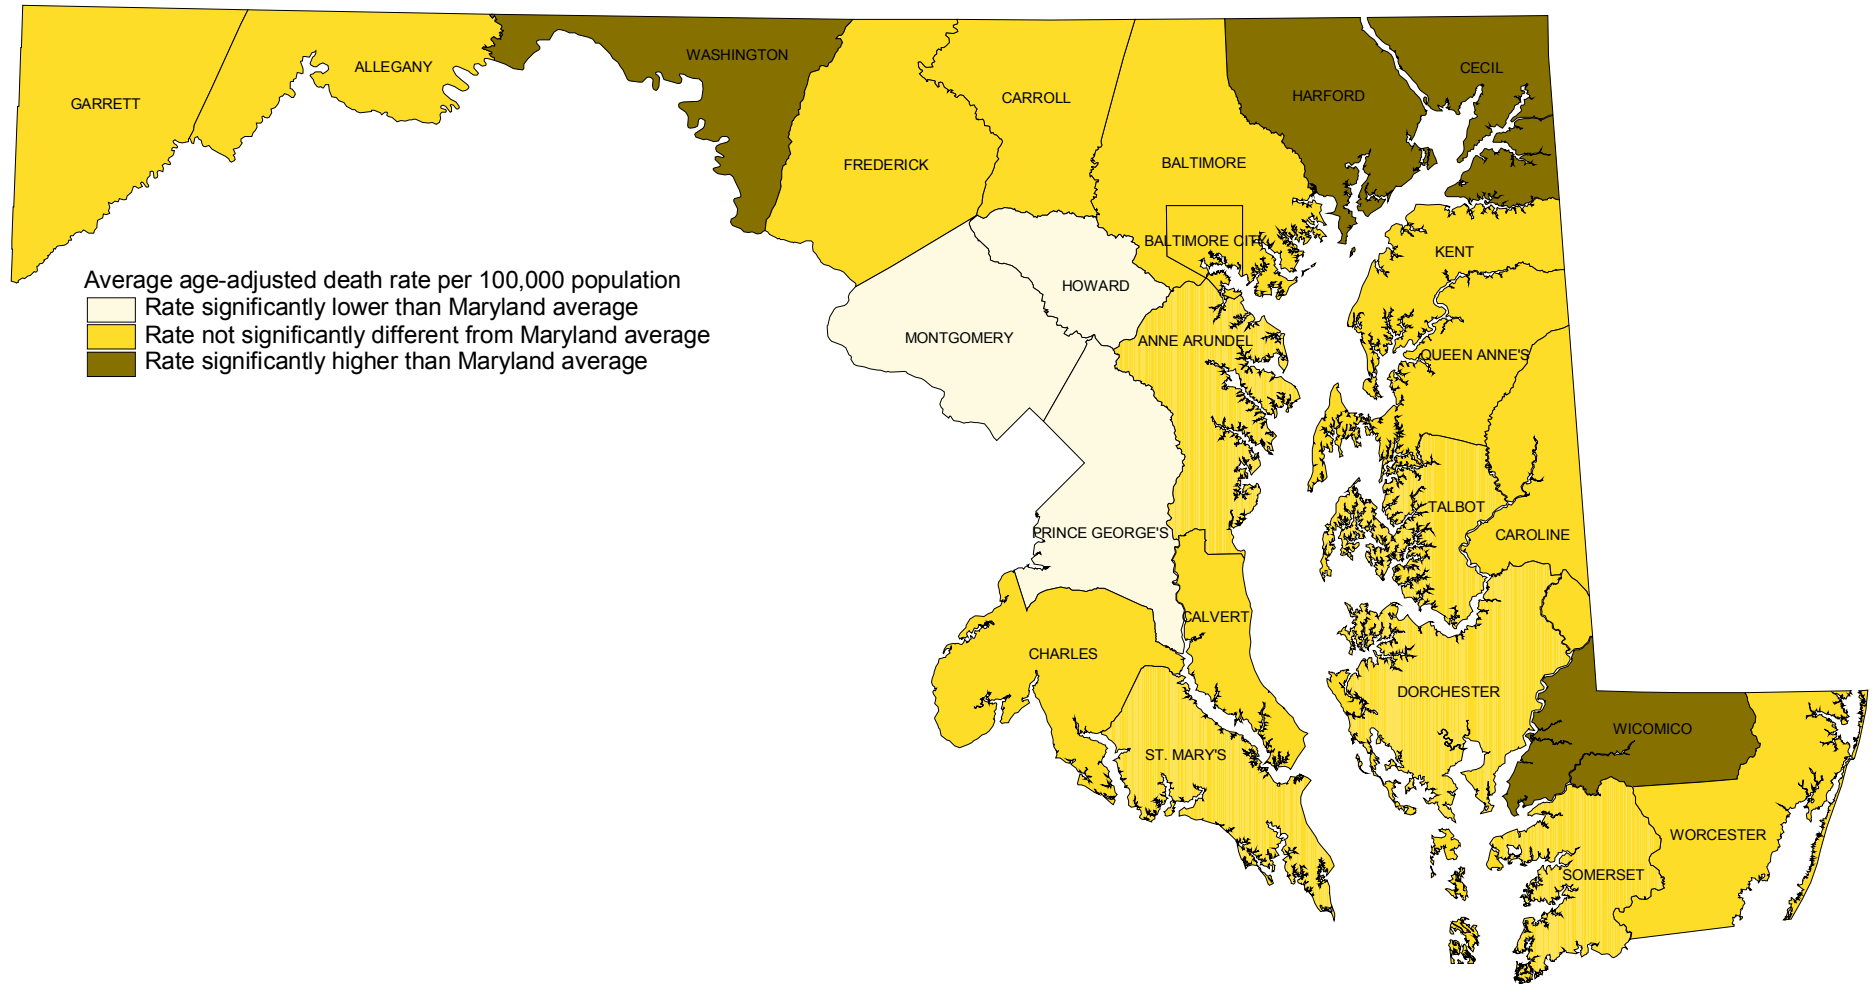 WASHINGTON
ALLEGANY
CECIL
GARRETT
CARROLL
HARFORD
FREDERICK
BALTIMORE
BALTIMORE CITY
KENT
Average age-adjusted death rate per 100,000 population
Rate significantly lower than Maryland average
Rate not significantly different from Maryland average
Rate significantly higher than Maryland average
HOWARD
MONTGOMERY
ANNE ARUNDEL
QUEEN ANNE'S
TALBOT
PRINCE GEORGE'S
CAROLINE
CALVERT
CHARLES
DORCHESTER
WICOMICO
ST. MARY'S
WORCESTER
SOMERSET